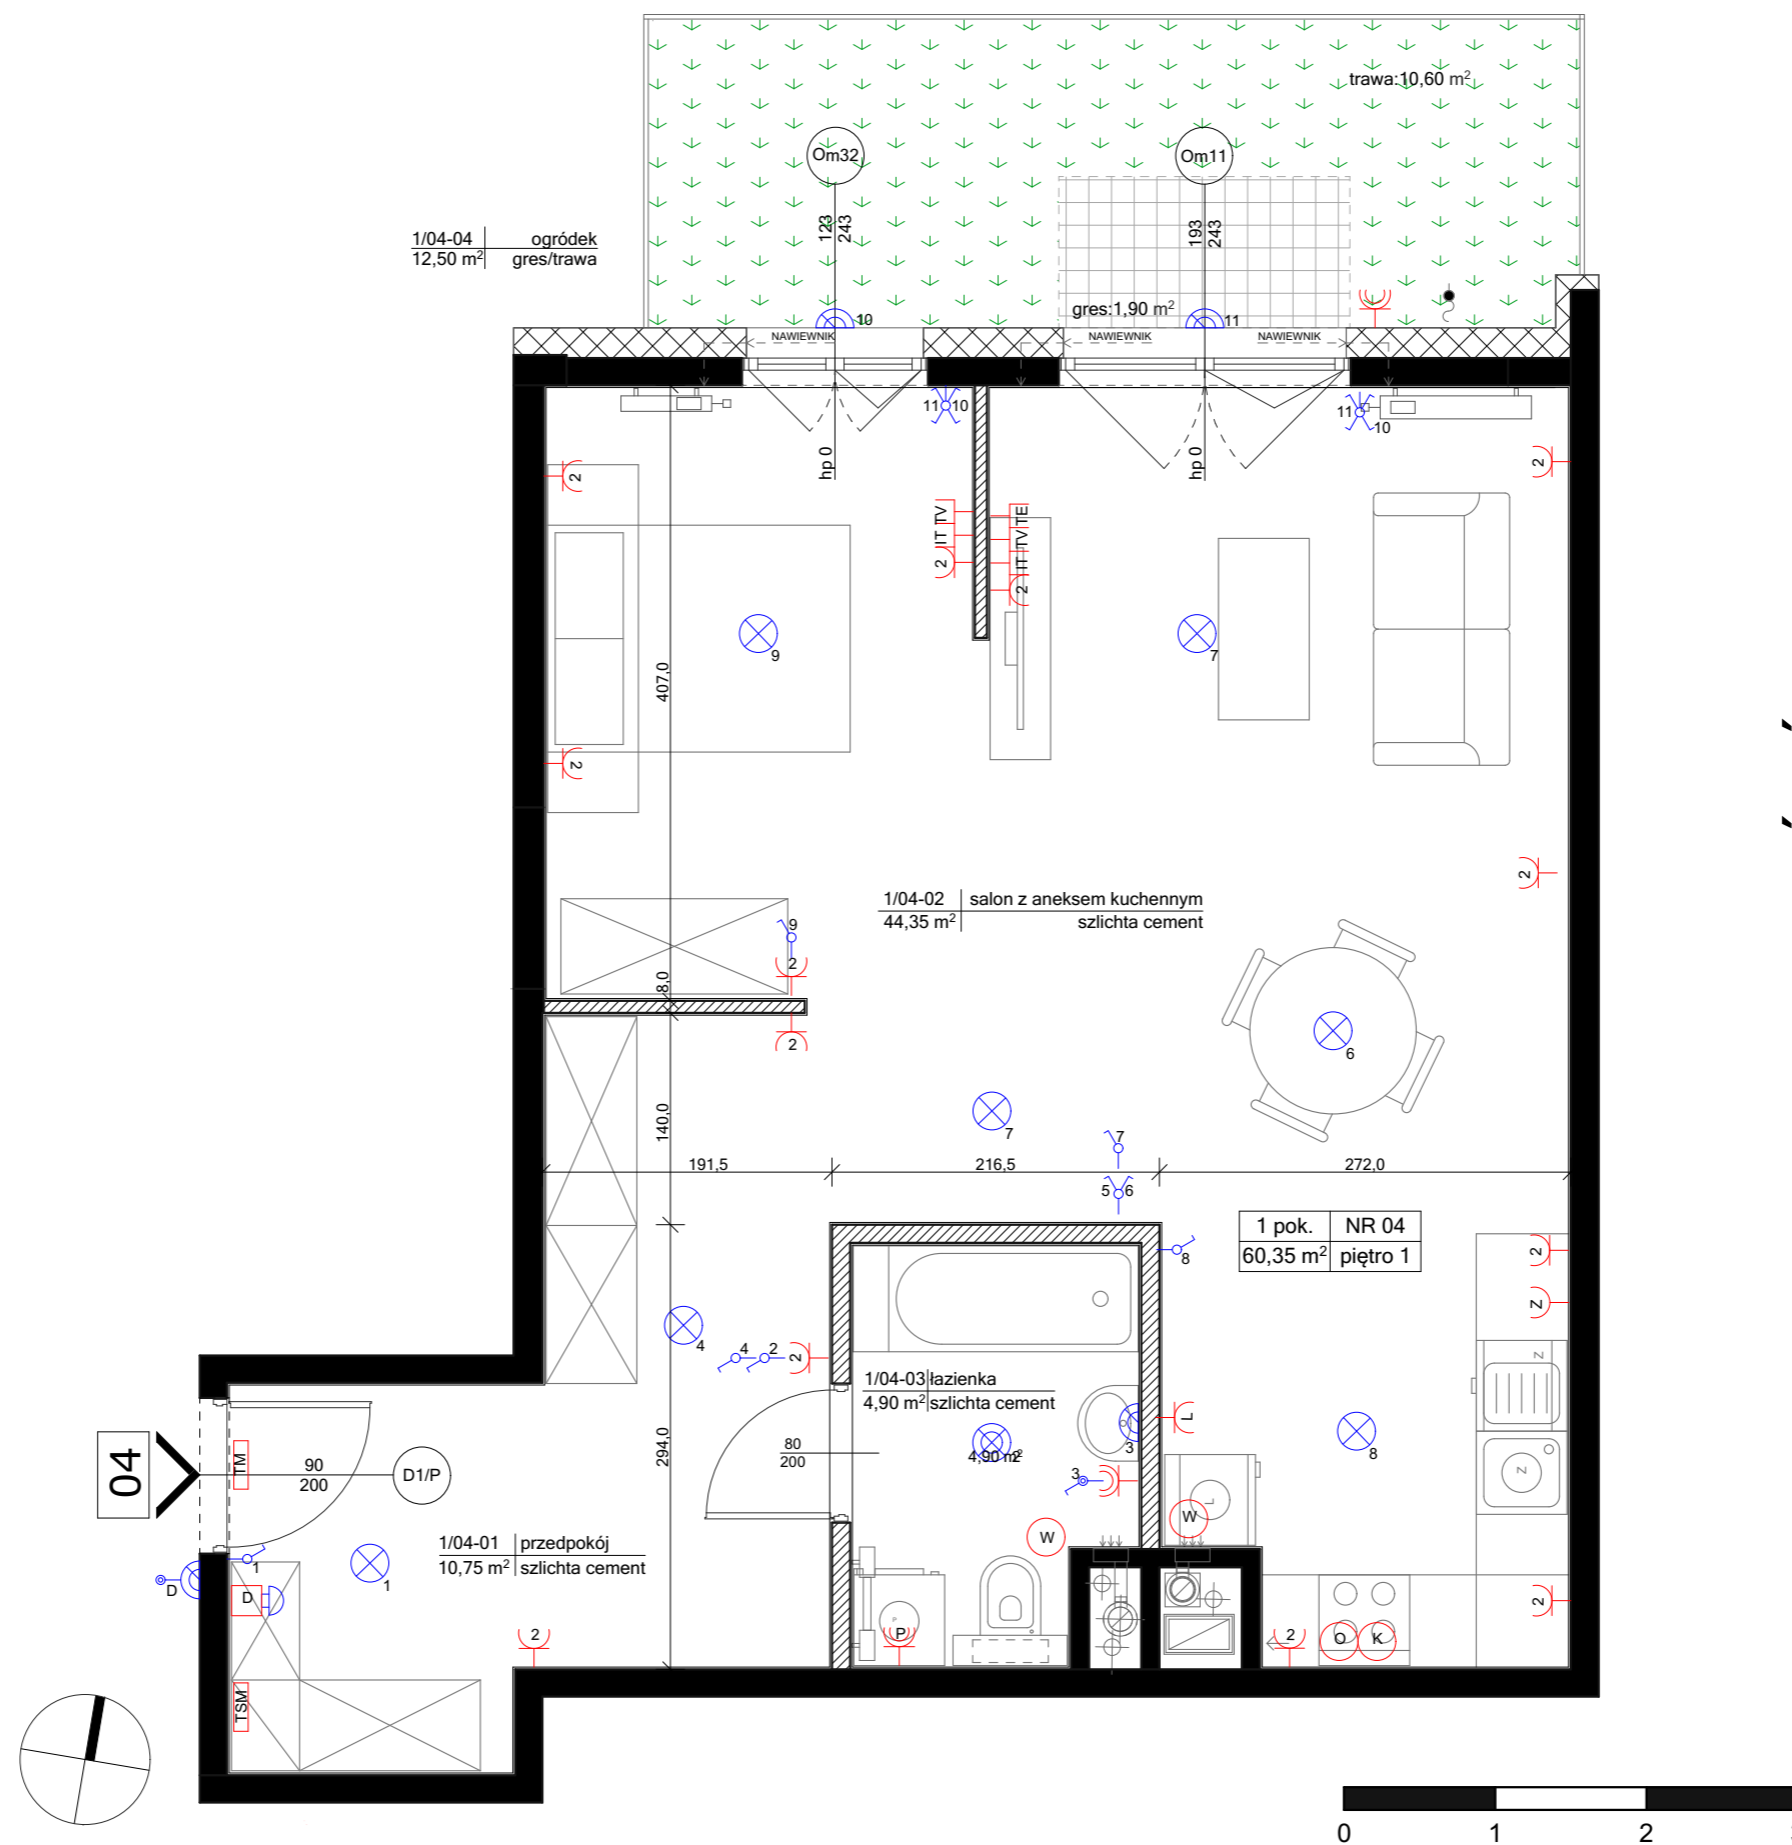 trawa:10,60 m²
Om32
Om11
123
243
193
243
1/04-04 ogródek
12,50 m² gres/trawa
gres:1,90 m²
10
11
NAWIEWNIK
NAWIEWNIK
NAWIEWNIK
11 10
11
10
hp 0
hp 0
2
2
IT TV
2
IT TV TE
2
9
7
407,0
2
2
1/04-02 salon z aneksem kuchennym
44,35 m² szlichta cement
9
2
8,0
2
6
140,0
7
7
191,5
216,5
272,0
5 6
8
1 pok. NR 04
60,35 m² piętro 1
2
Z
4
4 2 2
Z
1/04-03 łazienka
4,90 m² szlichta cement
L
3
8
04
TM
90
200
D1/P
294,0
80
200
4,90 m²
2
Z
3
L
W
W
1/04-01 przedpokój
10,75 m² szlichta cement
1
D
D
1
2
P
P
2
O
K
2
TSM
0 1 2